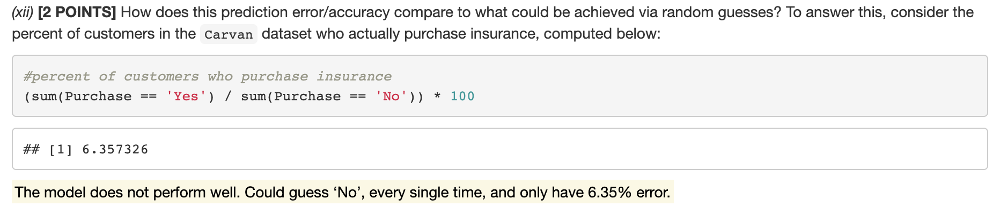 (xii) [2 POINTS] How does this prediction error/accuracy compare to what could be achieved via random guesses? To answer this, consider the
percent of customers in the Carvan dataset who actually purchase insurance, computed below:
#percent of customers who purchase insurance
(sum(Purchase == 'Yes') / sum(Purchase == 'No')) * 100
## [1] 6.357326
The model does not perform well. Could guess ‘No’, every single time, and only have 6.35% error.